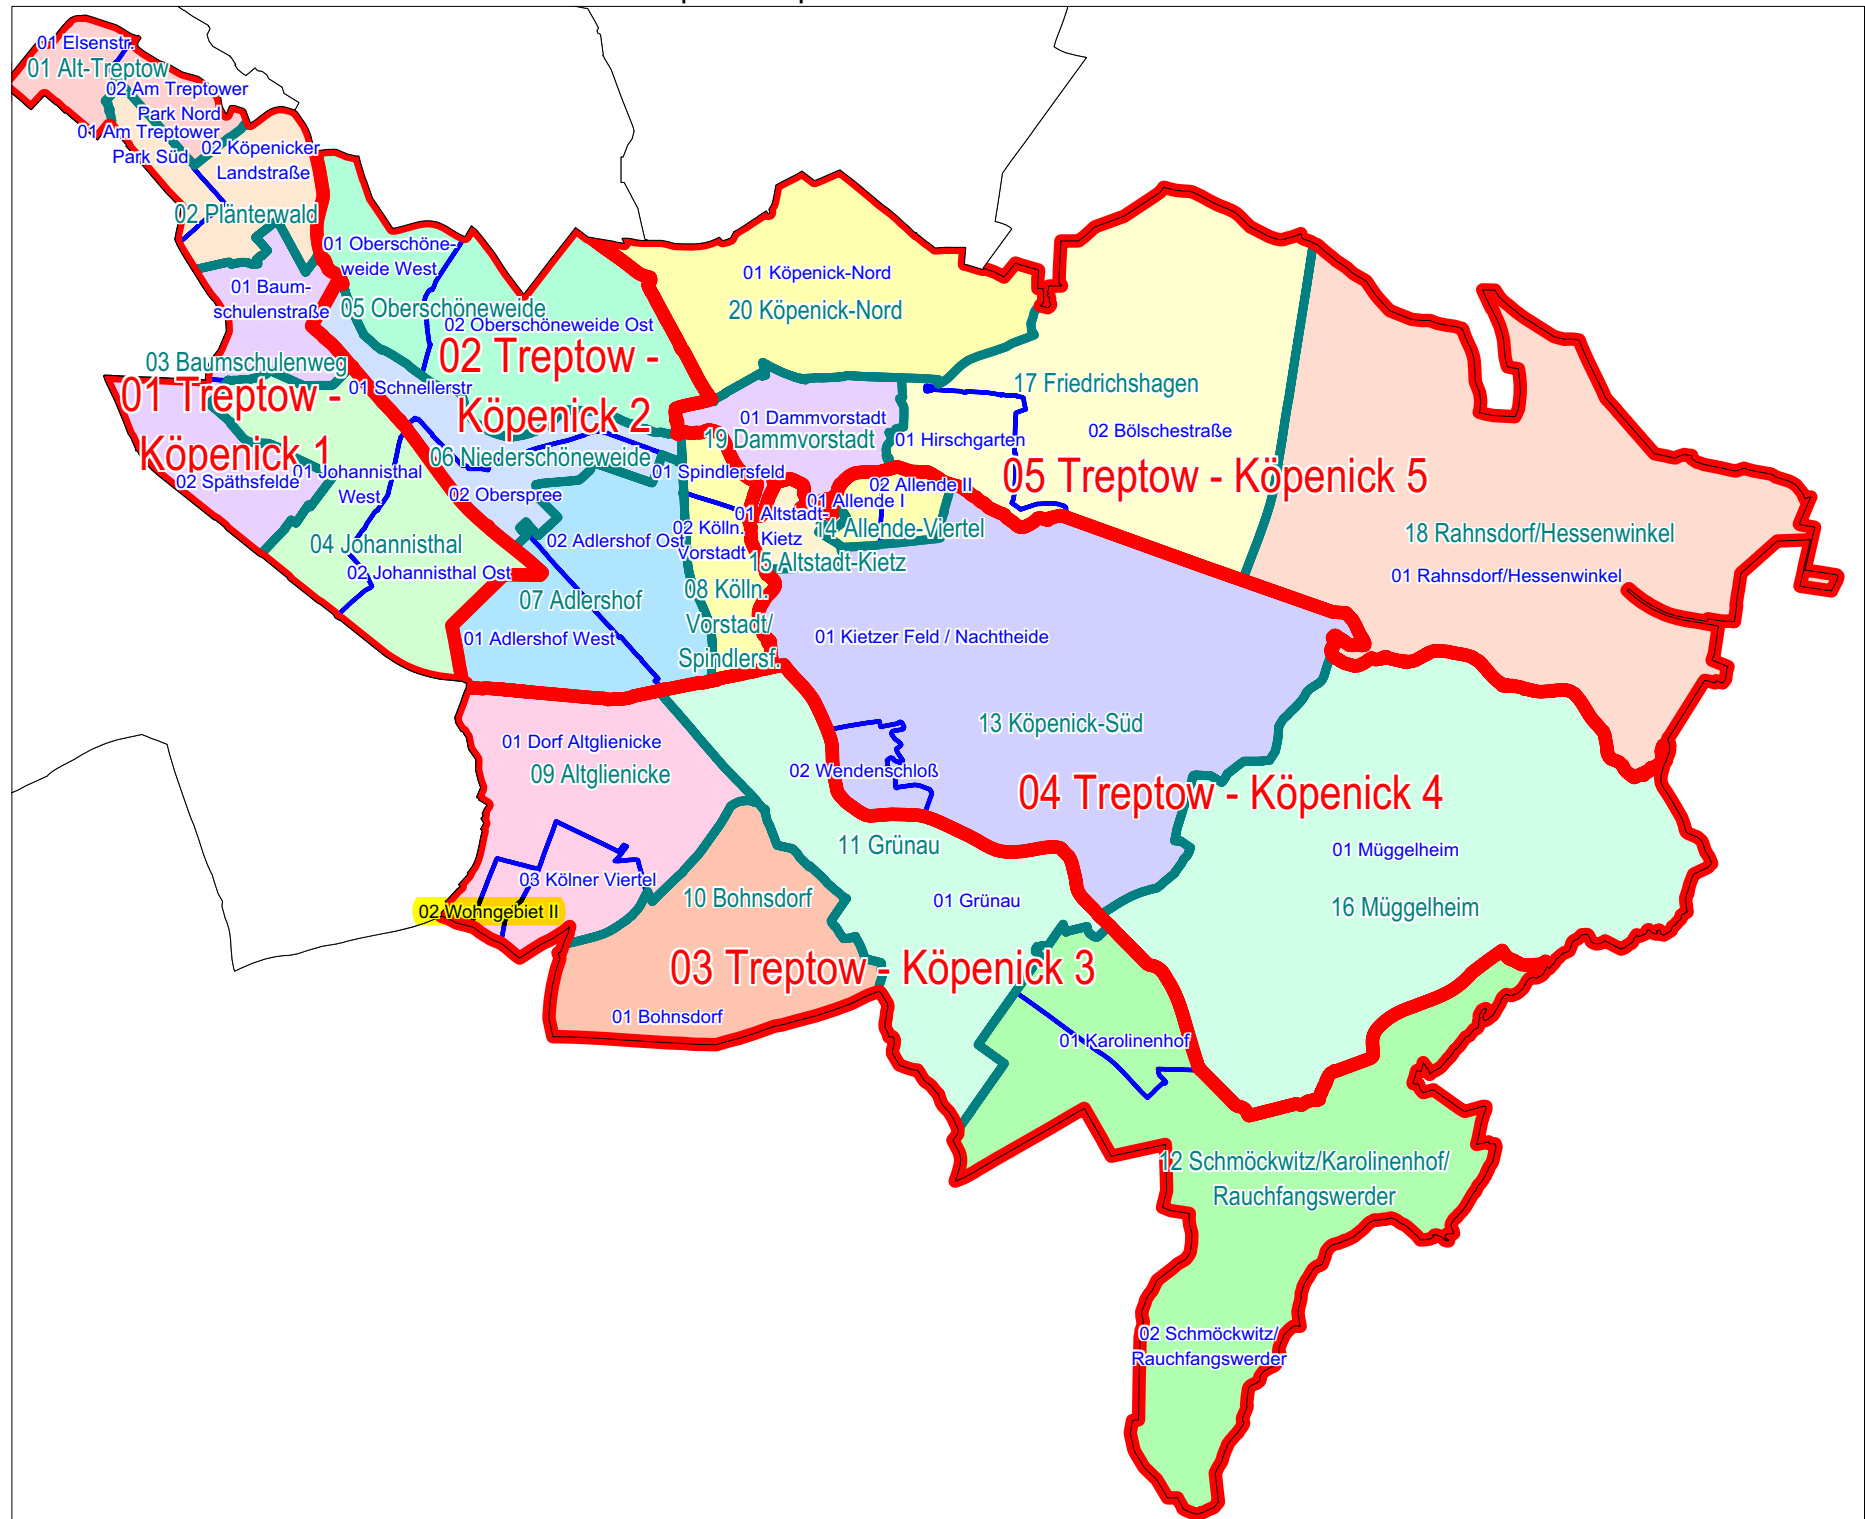 01 Elsenstr.
01 Alt-Treptow
02 Am Treptower
Park Nord
01 Am Treptower
Park Süd
02 Köpenicker
Landstraße
02 Plänterwald
01 Oberschöne-
weide West
01 Baum-
schulenstraße
05 Oberschöneweide
02 Oberschöneweide Ost
01 Köpenick-Nord
20 Köpenick-Nord
03 Baumschulenweg
01 Treptow -
Köpenick 1
02 Treptow -
Köpenick 2
01 Schnellerstr
17 Friedrichshagen
01 Dammvorstadt
19 Dammvorstadt
01 Hirschgarten
02 Bölschestraße
06 Niederschöneweide
01 Johannisthal
West
02 Späthsfelde
01 Spindlersfeld
05 Treptow - Köpenick 5
02 Oberspree
02 Allende II
01 Allende I
01 Altstadt-
Kietz
02 Kölln.
Vorstadt
14 Allende-Viertel
18 Rahnsdorf/Hessenwinkel
04 Johannisthal
02 Adlershof Ost
15 Altstadt-Kietz
02 Johannisthal Ost
01 Rahnsdorf/Hessenwinkel
07 Adlershof
08 Kölln.
Vorstadt/
Spindlersf.
01 Adlershof West
01 Kietzer Feld / Nachtheide
13 Köpenick-Süd
01 Dorf Altglienicke
09 Altglienicke
02 Wendenschloß
04 Treptow - Köpenick 4
11 Grünau
01 Müggelheim
03 Kölner Viertel
10 Bohnsdorf
01 Grünau
16 Müggelheim
02 Wohngebiet II
03 Treptow - Köpenick 3
01 Bohnsdorf
01 Karolinenhof
12 Schmöckwitz/Karolinenhof/
Rauchfangswerder
02 Schmöckwitz/
Rauchfangswerder